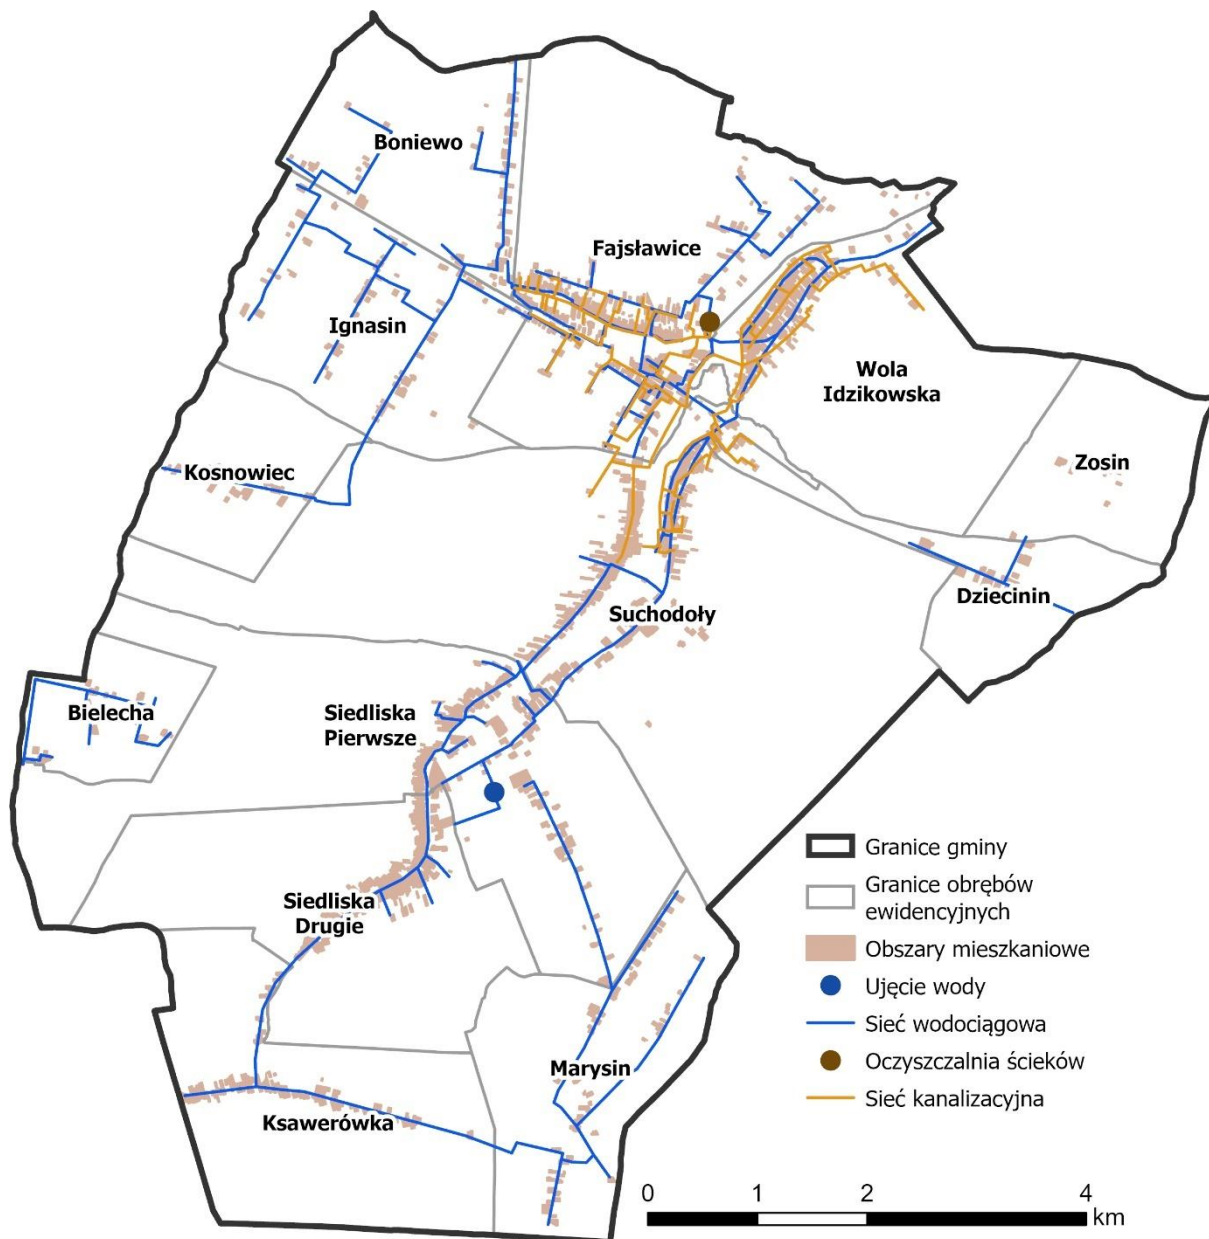 Boniewo
Fajsławice
Ignasin
Wola
Idzikowska
Kosnowiec
Zosin
Dziecinin
Suchodoły
Bielecha
Siedliska
Pierwsze
Siedliska
Drugie
Marysin
Ksawerówka
Granice gminy
Granice obrębów
ewidencyjnych
Obszary mieszkaniowe
Ujęcie wody
Sieć wodociągowa
Oczyszczalnia ścieków
Sieć kanalizacyjna
0 1 2 4
km